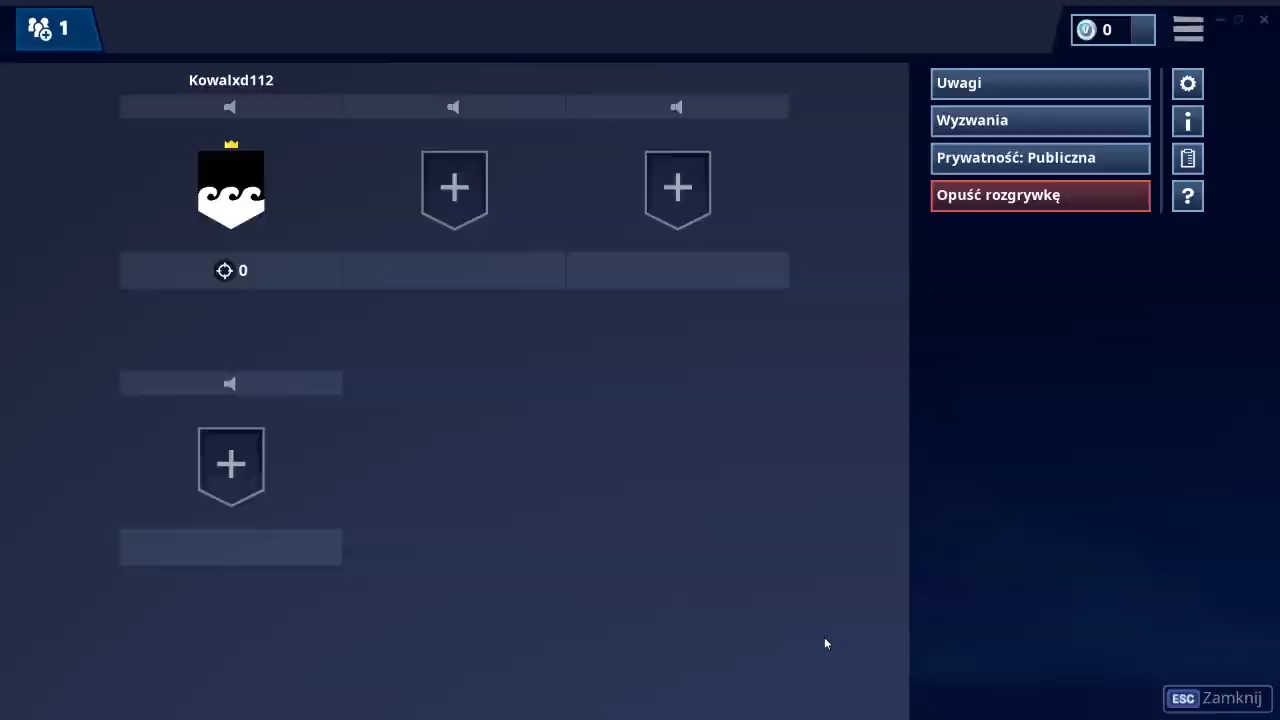 1
0
Kowalxd112
Uwagi
Wyzwania
Prywatność: Publiczna
Opuść rozgrywkę
i
?
0
ESC Zamknij